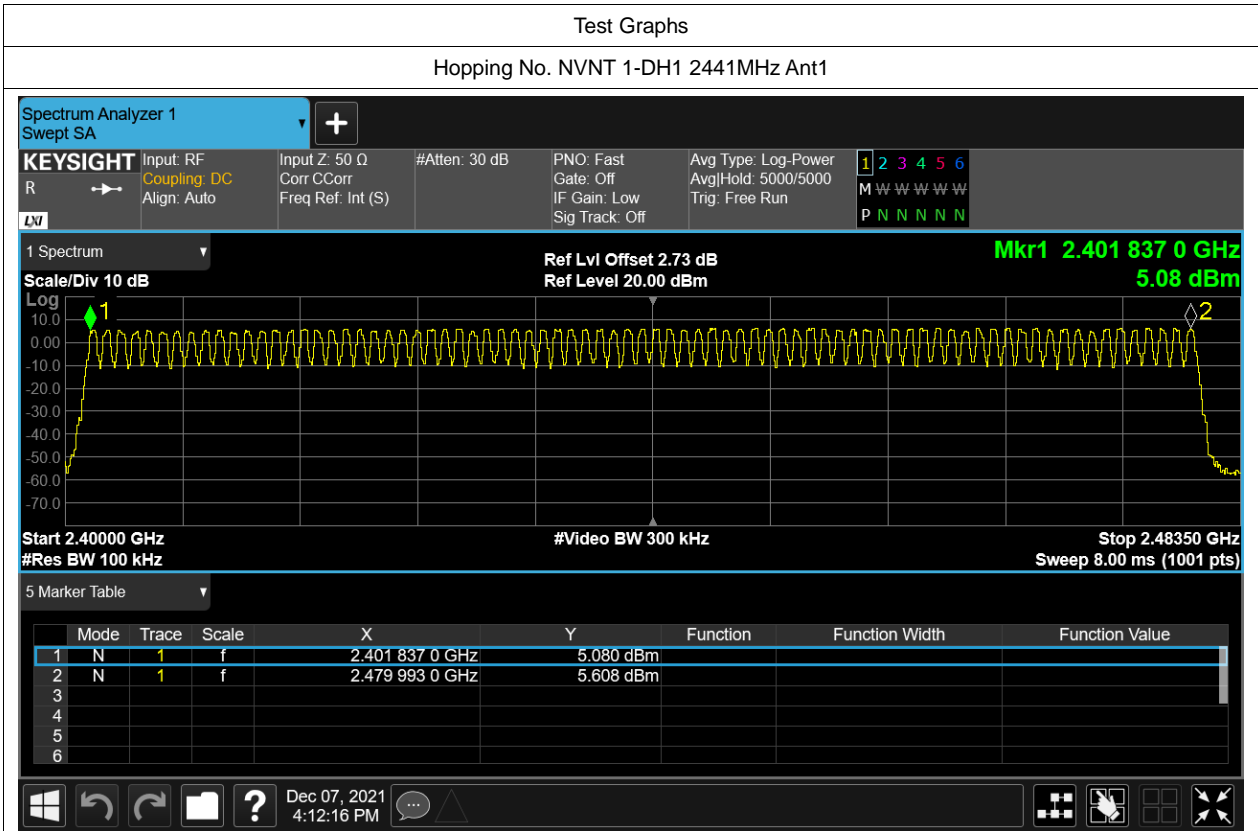 Test Graphs
Hopping No. NVNT 1-DH1 2441MHz Ant1
Spectrum Analyzer 1
Swept SA
KEYSIGHT
R
LXI
Input: RF
Coupling: DC
Align: Auto
Input Z: 50 Ω
Corr CCorr
Freq Ref: Int (S)
#Atten: 30 dB
PNO: Fast
Gate: Off
IF Gain: Low
Sig Track: Off
Avg Type: Log-Power
Avg|Hold: 5000/5000
Trig: Free Run
1 2 3 4 5 6
M W W W W W
P N N N N N
1 Spectrum
Scale/Div 10 dB
Ref Lvl Offset 2.73 dB
Ref Level 20.00 dBm
Mkr1 2.401 837 0 GHz
5.08 dBm
Log
10.0
0.00
-10.0
-20.0
-30.0
-40.0
-50.0
-60.0
-70.0
1
2
Start 2.40000 GHz
#Res BW 100 kHz
#Video BW 300 kHz
Stop 2.48350 GHz
Sweep 8.00 ms (1001 pts)
5 Marker Table
Mode Trace Scale X Y Function Function Width Function Value
1 N 1 f 2.401 837 0 GHz 5.080 dBm
2 N 1 f 2.479 993 0 GHz 5.608 dBm
3
4
5
6
?
Dec 07, 2021
4:12:16 PM